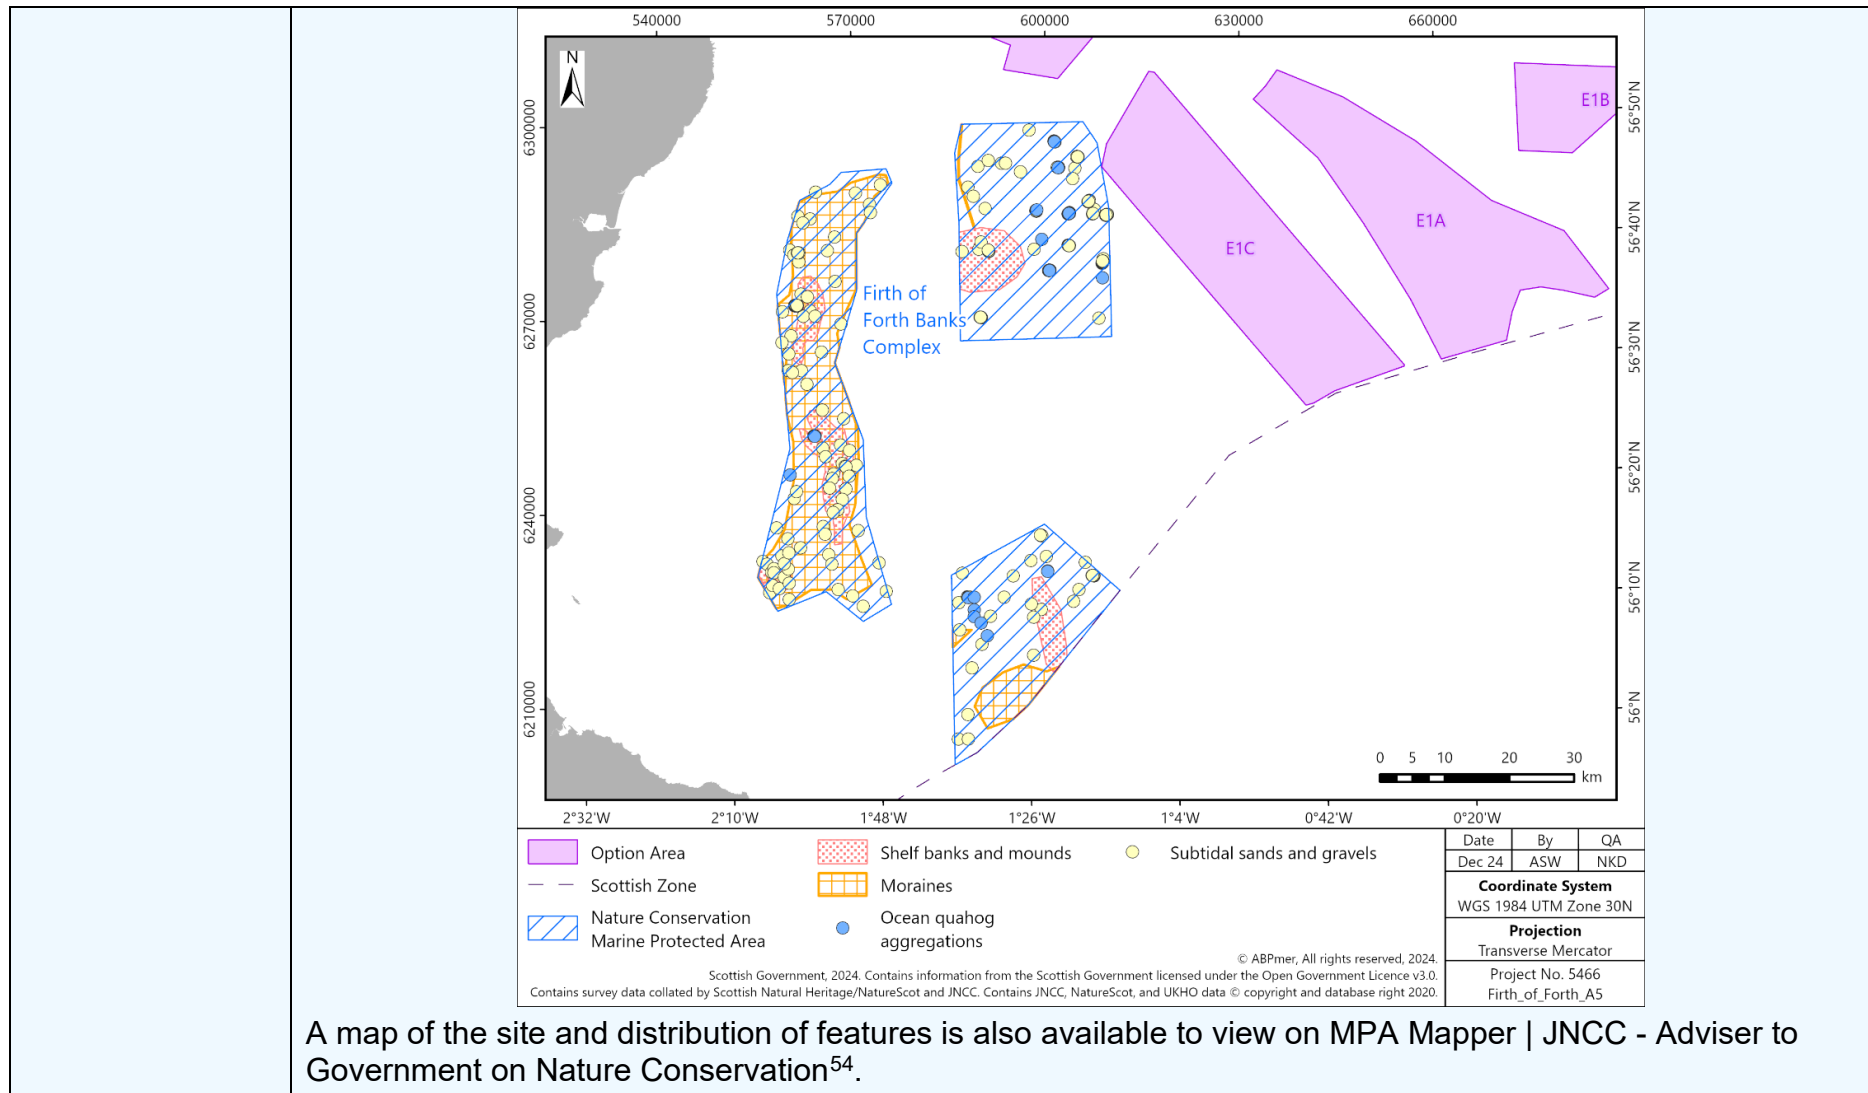 540000 570000 600000 630000 660000
N
6300000
6270000
6240000
6210000
56°50'N
56°40'N
56°30'N
56°20'N
56°10'N
56°N
E1B
E1A
E1C
Firth of
Forth Banks
Complex
0 5 10 20 30
km
2°32'W 2°10'W 1°48'W 1°26'W 1°4'W 0°42'W 0°20'W
Option Area
Scottish Zone
Nature Conservation
Marine Protected Area
Shelf banks and mounds
Moraines
Ocean quahog
aggregations
Subtidal sands and gravels
Date By QA
Dec 24 ASW NKD
Coordinate System
WGS 1984 UTM Zone 30N
Projection
Transverse Mercator
Project No. 5466
Firth_of_Forth_A5
© ABPmer, All rights reserved, 2024.
Scottish Government, 2024. Contains information from the Scottish Government licensed under the Open Government Licence v3.0.
Contains survey data collated by Scottish Natural Heritage/NatureScot and JNCC. Contains JNCC, NatureScot, and UKHO data © copyright and database right 2020.
A map of the site and distribution of features is also available to view on MPA Mapper | JNCC - Adviser to
Government on Nature Conservation54.